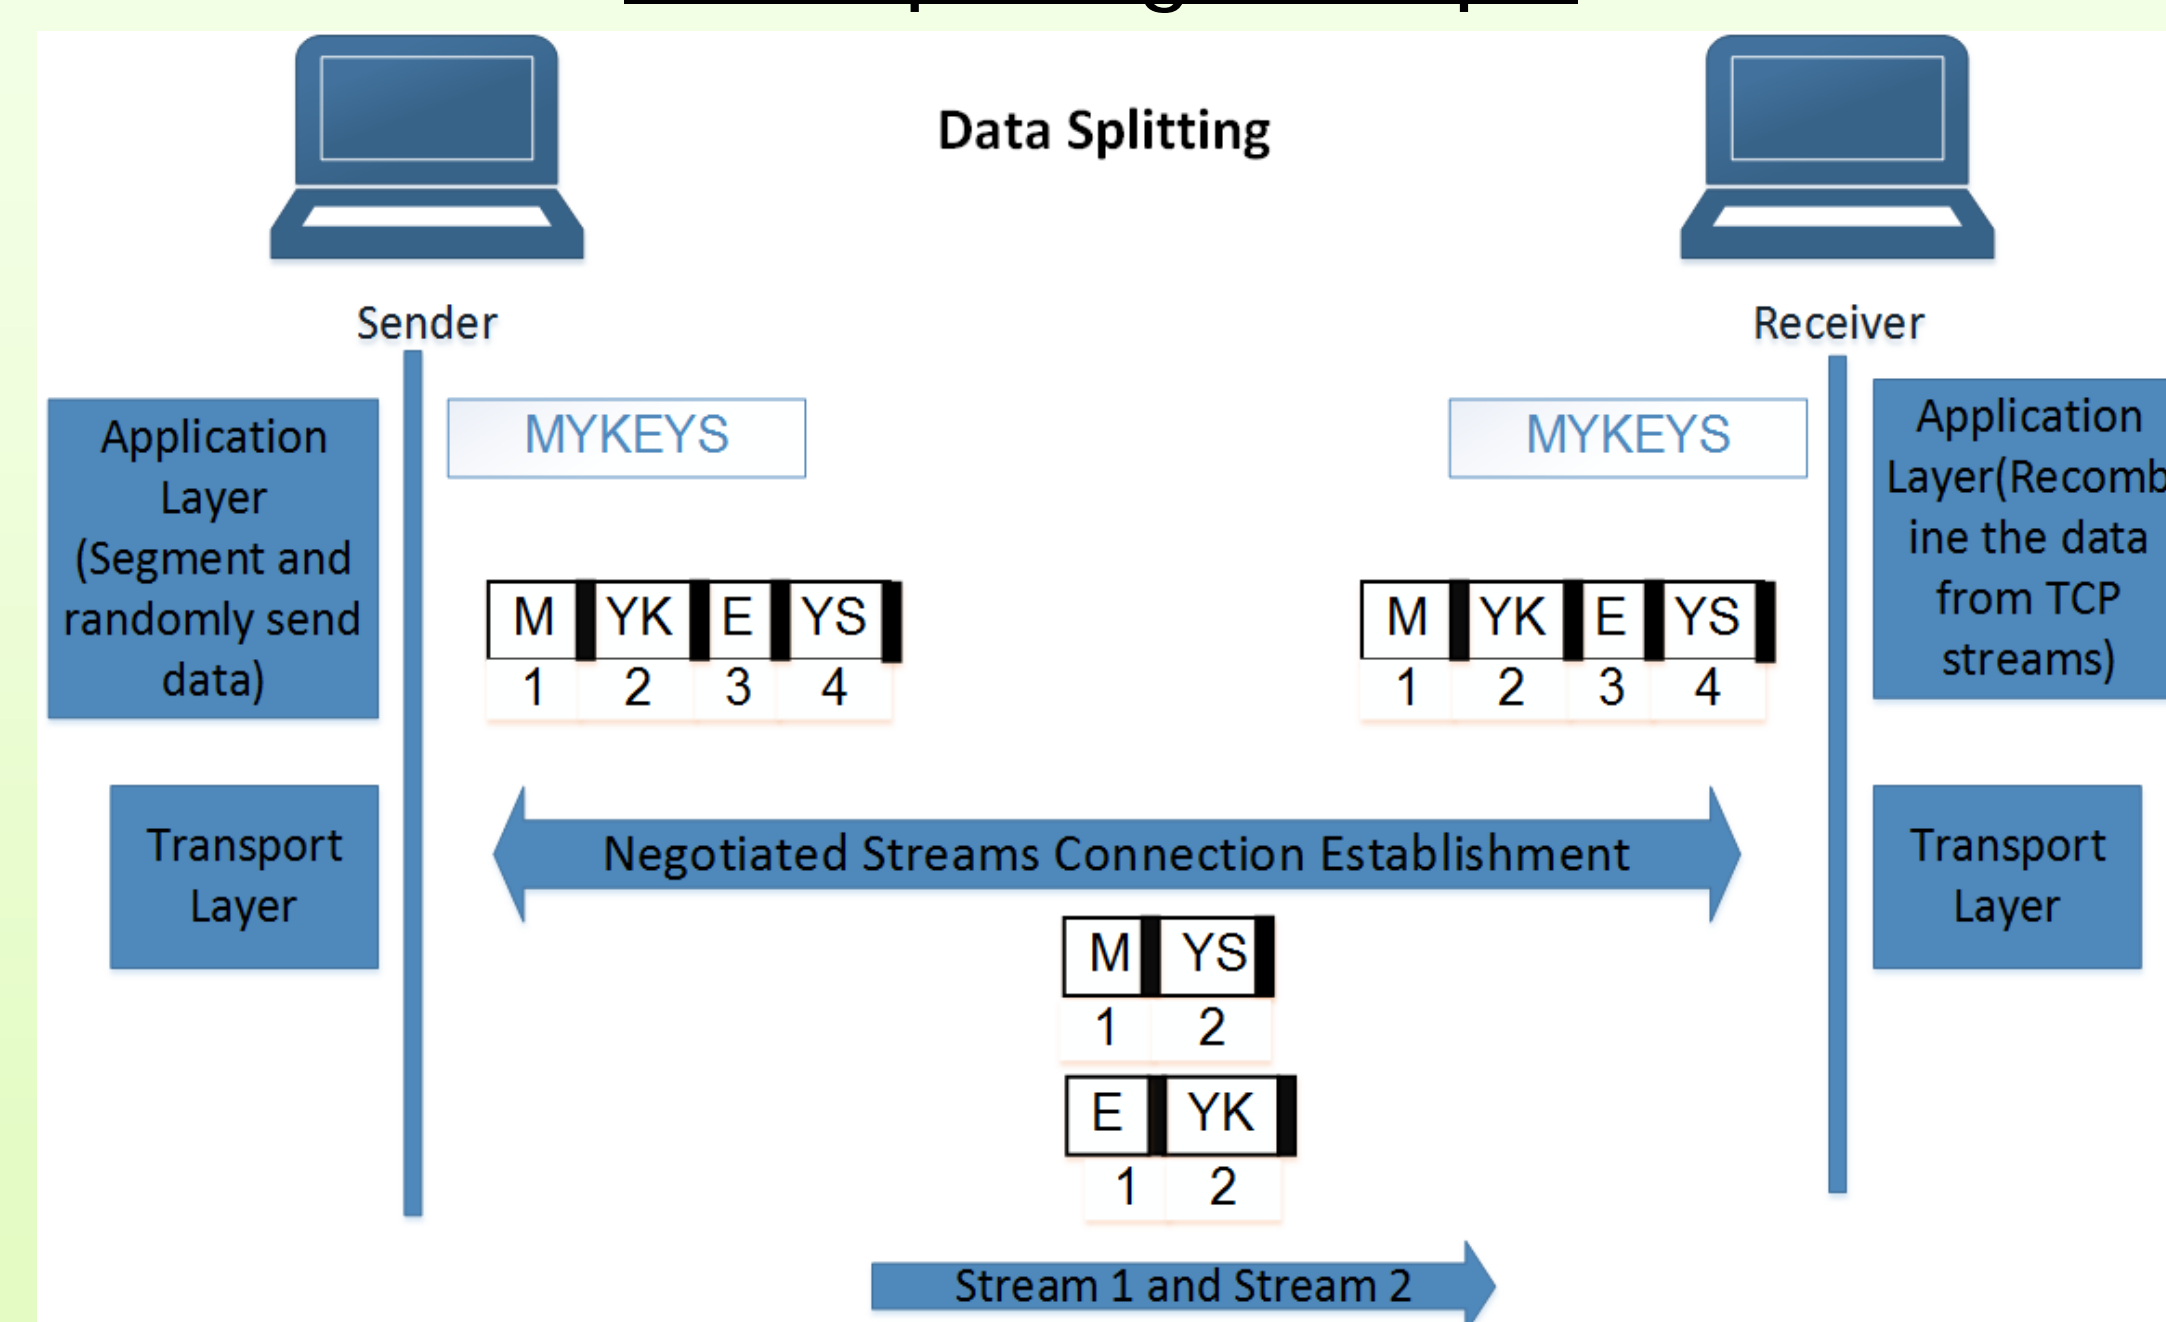 Data Splitting
Sender
Receiver
Application
Layer
(Segment and
randomly send
data)
MYKEYS
MYKEYS
Application
Layer(Recomb
ine the data
from TCP
streams)
M YK E YS
1 2 3 4
M YK E YS
1 2 3 4
Transport
Layer
Negotiated Streams Connection Establishment
Transport
Layer
M YS
1 2
E YK
1 2
Stream 1 and Stream 2